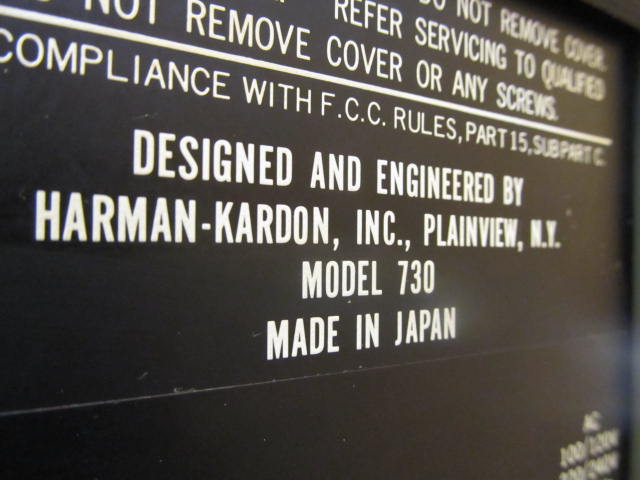 DO NOT REMOVE COVER.
REFER SERVICING TO QUALIFIED
NOT REMOVE COVER OR ANY SCREWS.
COMPLIANCE WITH F.C.C. RULES, PART 15, SUBPART C.
DESIGNED AND ENGINEERED BY
HARMAN-KARDON, INC., PLAINVIEW, N.Y.
MODEL 730
MADE IN JAPAN
AC